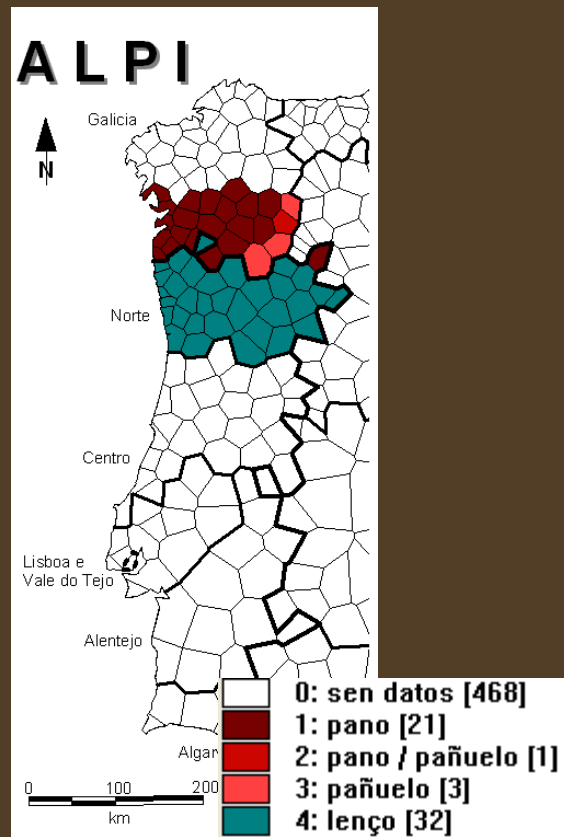 ALPI
Galicia
N
Norte
Centro
Lisboa e
Vale do Tejo
Alentejo
Algar
0 100 200
km
0: sen datos [468]
1: pano [21]
2: pano / pañuelo [1]
3: pañuelo [3]
4: lenço [32]